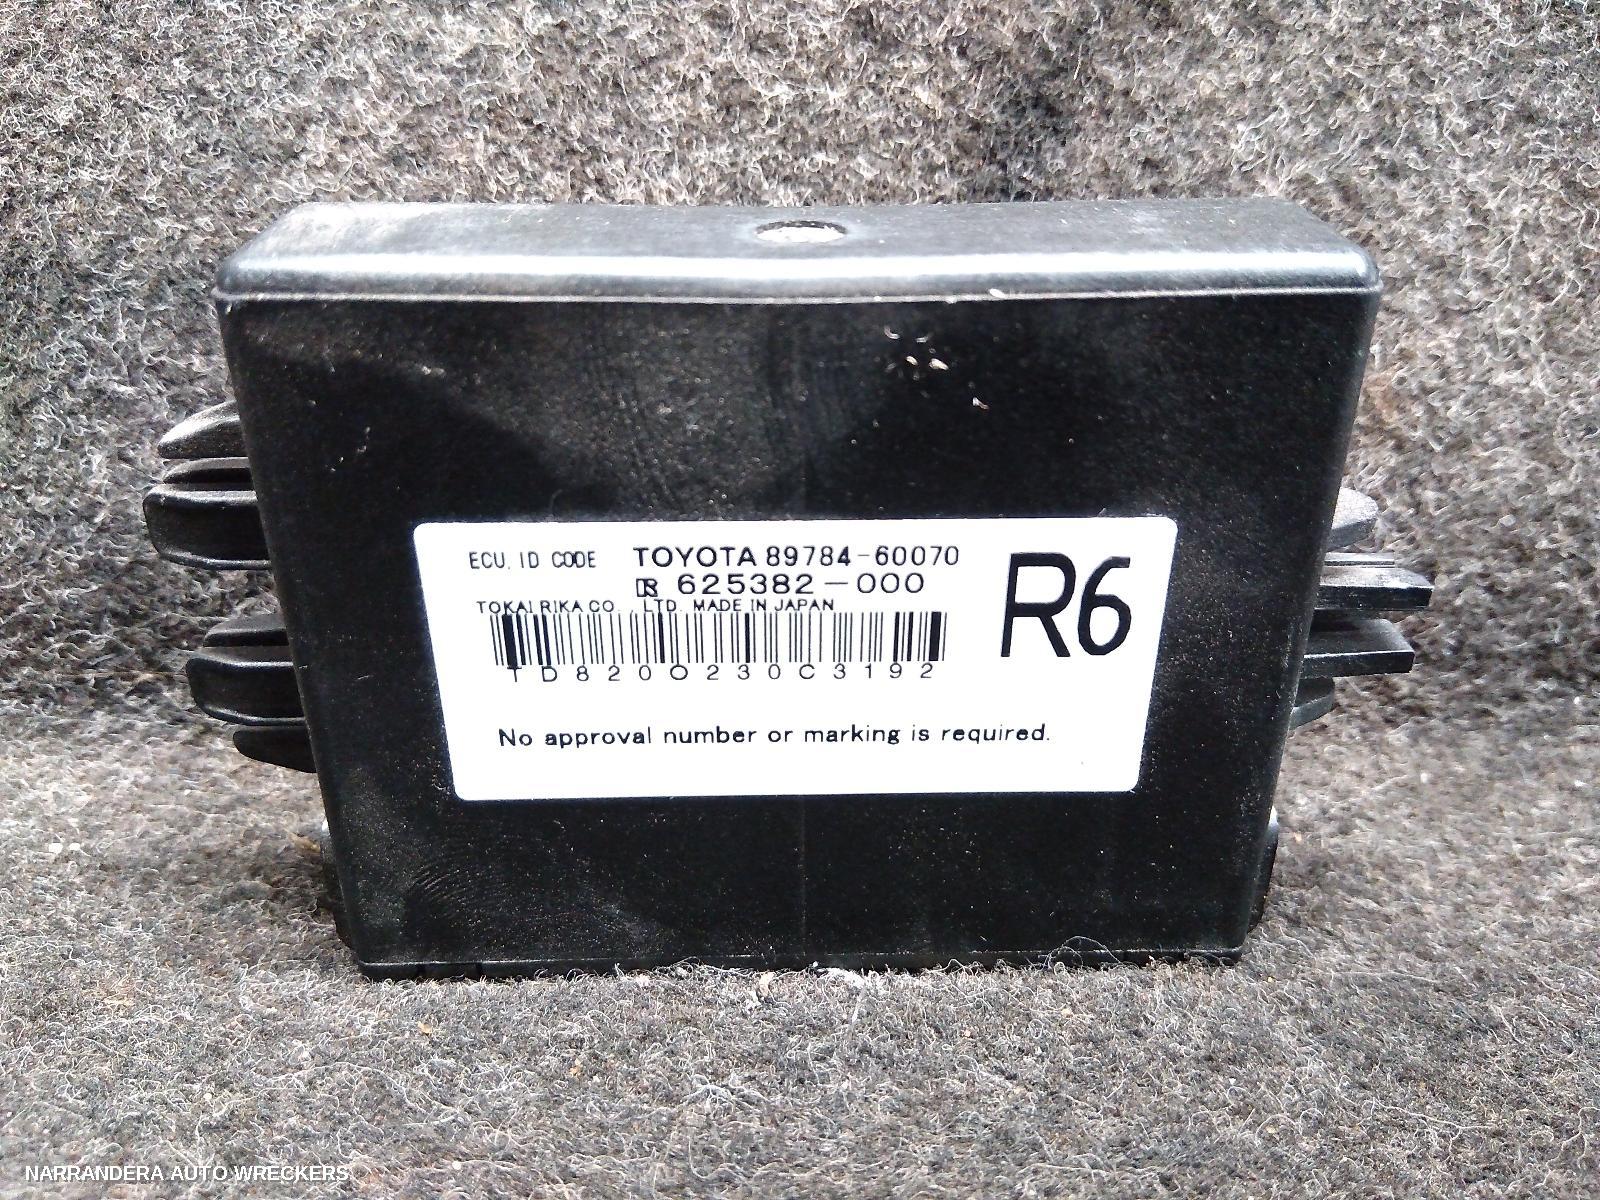 ECU. ID CODE TOYOTA 89784-60070
625382-000
R6
TOKAI RIKA CO., LTD. MADE IN JAPAN
TD8200230C3192
No approval number or marking is required.
NARRANDERA AUTO WRECKERS